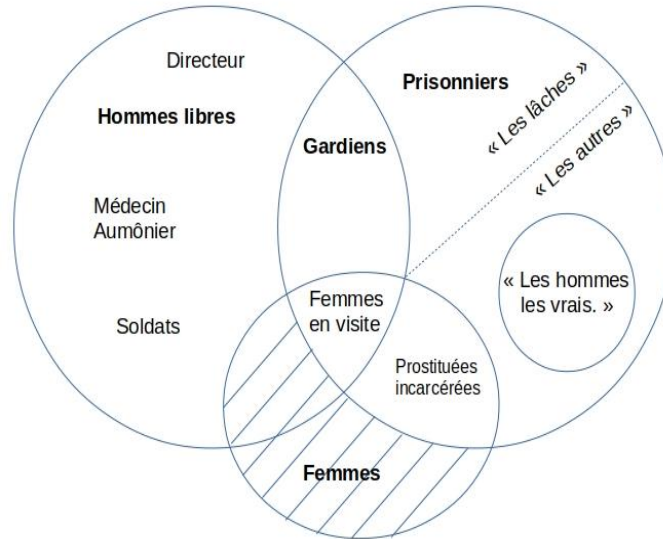 Directeur
Prisonniers
Hommes libres
« Les lâches »
Gardiens
« Les autres »
Médecin
Aumônier
« Les hommes
les vrais. »
Femmes
en visite
Soldats
Prostituées
incarcérées
Femmes